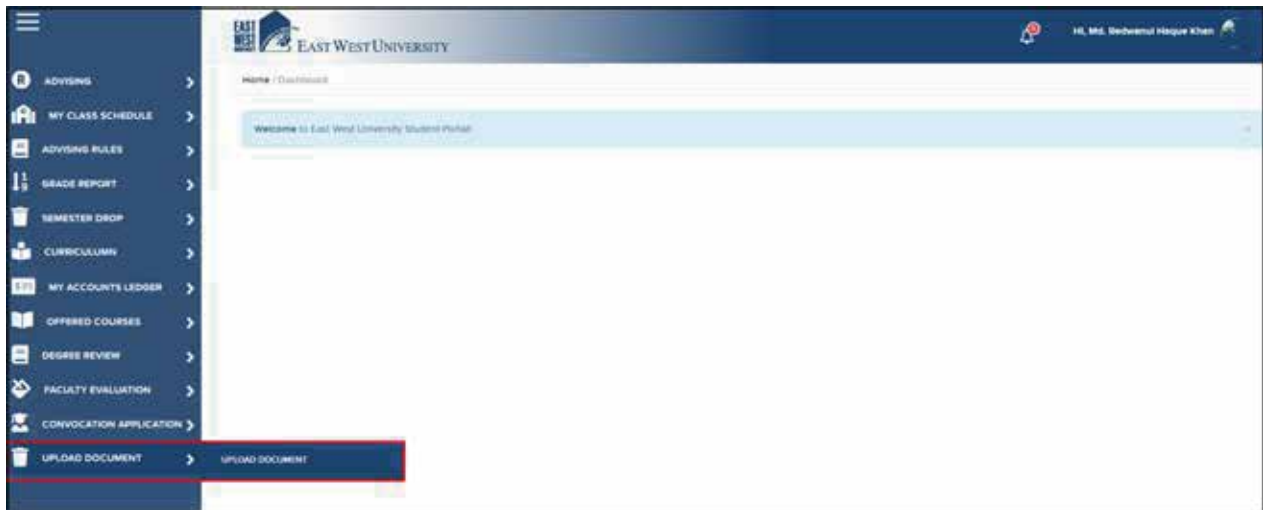 EAST
WEST
EAST WEST UNIVERSITY
Hi, Md. Redwanul Haque Khan
ADVISING
MY CLASS SCHEDULE
ADVISING RULES
GRADE REPORT
SEMESTER DROP
CURRICULUMN
MY ACCOUNTS LEDGER
OFFERED COURSES
DEGREE REVIEW
FACULTY EVALUATION
CONVOCATION APPLICATION
UPLOAD DOCUMENT
UPLOAD DOCUMENT
Home / Dashboard
Welcome to East West University Student Portal!